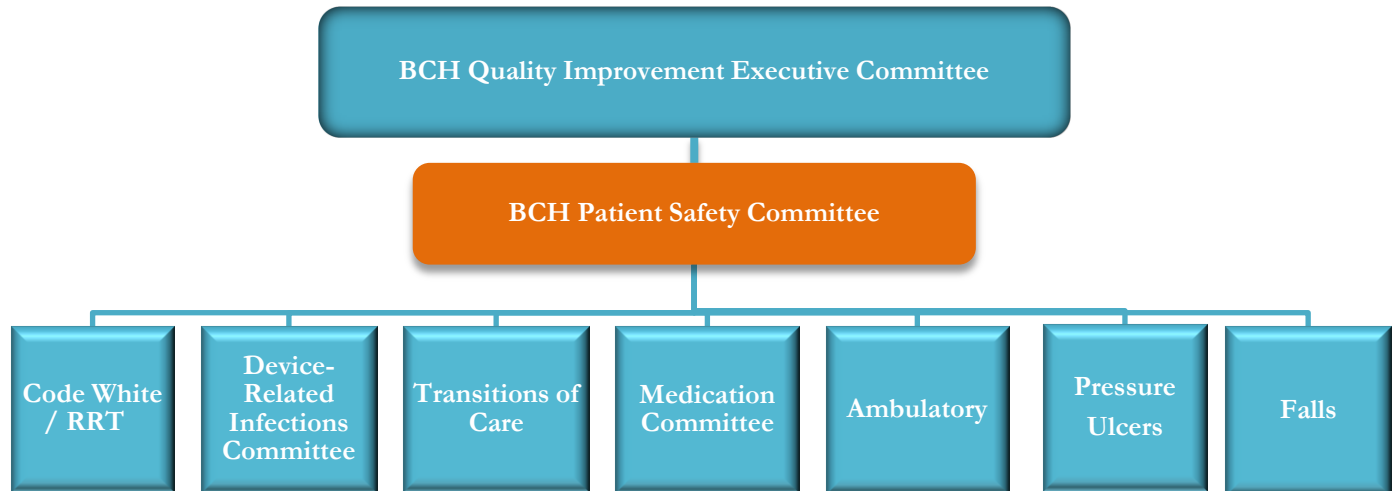 BCH Quality Improvement Executive Committee
BCH Patient Safety Committee
Code White
/ RRT
Device-
Related
Infections
Committee
Transitions of
Care
Medication
Committee
Ambulatory
Pressure
Ulcers
Falls